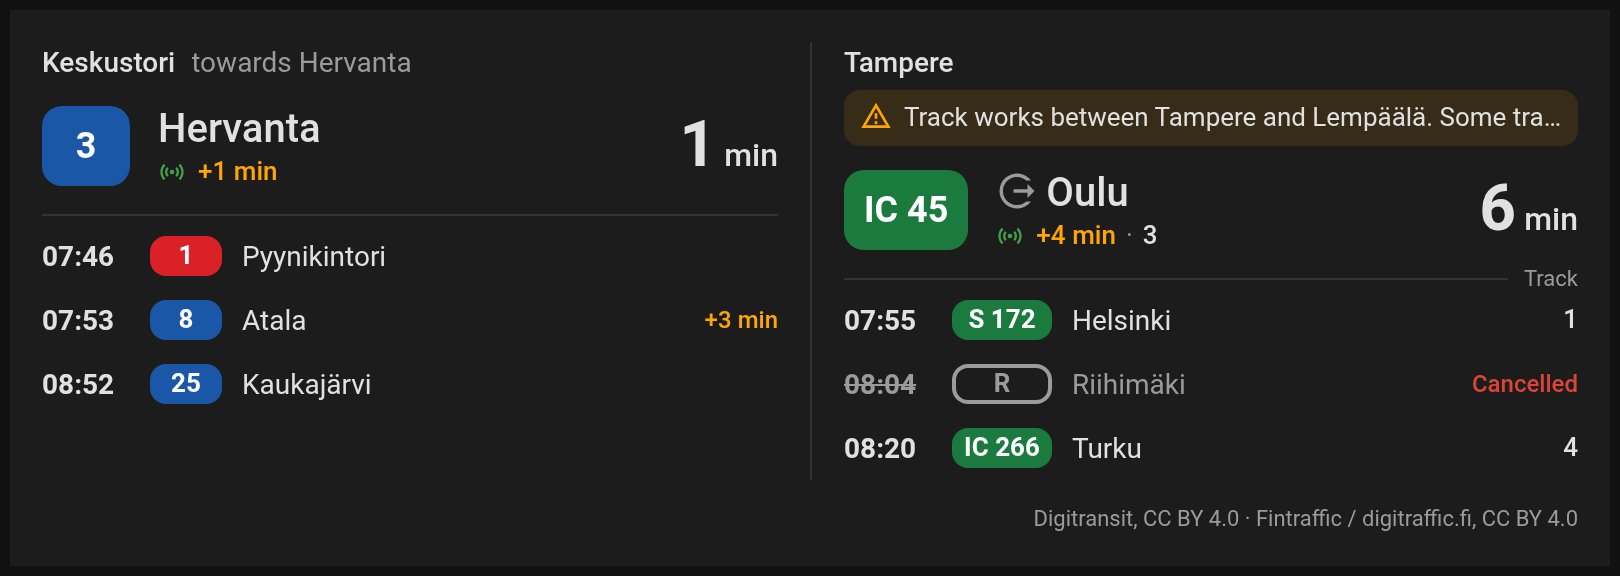 Keskustori towards Hervanta
3 Hervanta 1 min
+1 min
07:46 1 Pyynikintori
07:53 8 Atala +3 min
08:52 25 Kaukajärvi
Tampere
Track works between Tampere and Lempäälä. Some tra...
IC 45 Oulu 6 min
+4 min · 3
Track
07:55 S 172 Helsinki 1
08:04 R Riihimäki Cancelled
08:20 IC 266 Turku 4
Digitransit, CC BY 4.0 · Fintraffic / digitraffic.fi, CC BY 4.0